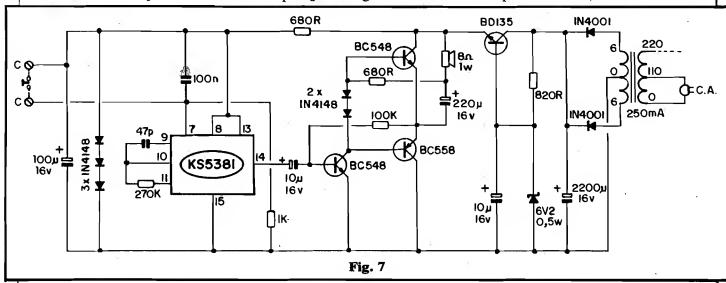 680R
BD135
1N4001
C
C
100n
BC548
8Ω
1w
680R
2 x
1N4148
220µ
16v
820R
6
0
6
220
110
0
C.A.
250mA
1N4001
100µ
16v
3x 1N4148
47p
9
10
11
270K
7
8
13
KS5381
14
15
10µ
16v
1K
100K
BC548
BC558
10µ
16v
6V2
0,5w
2200µ
16v
Fig. 7